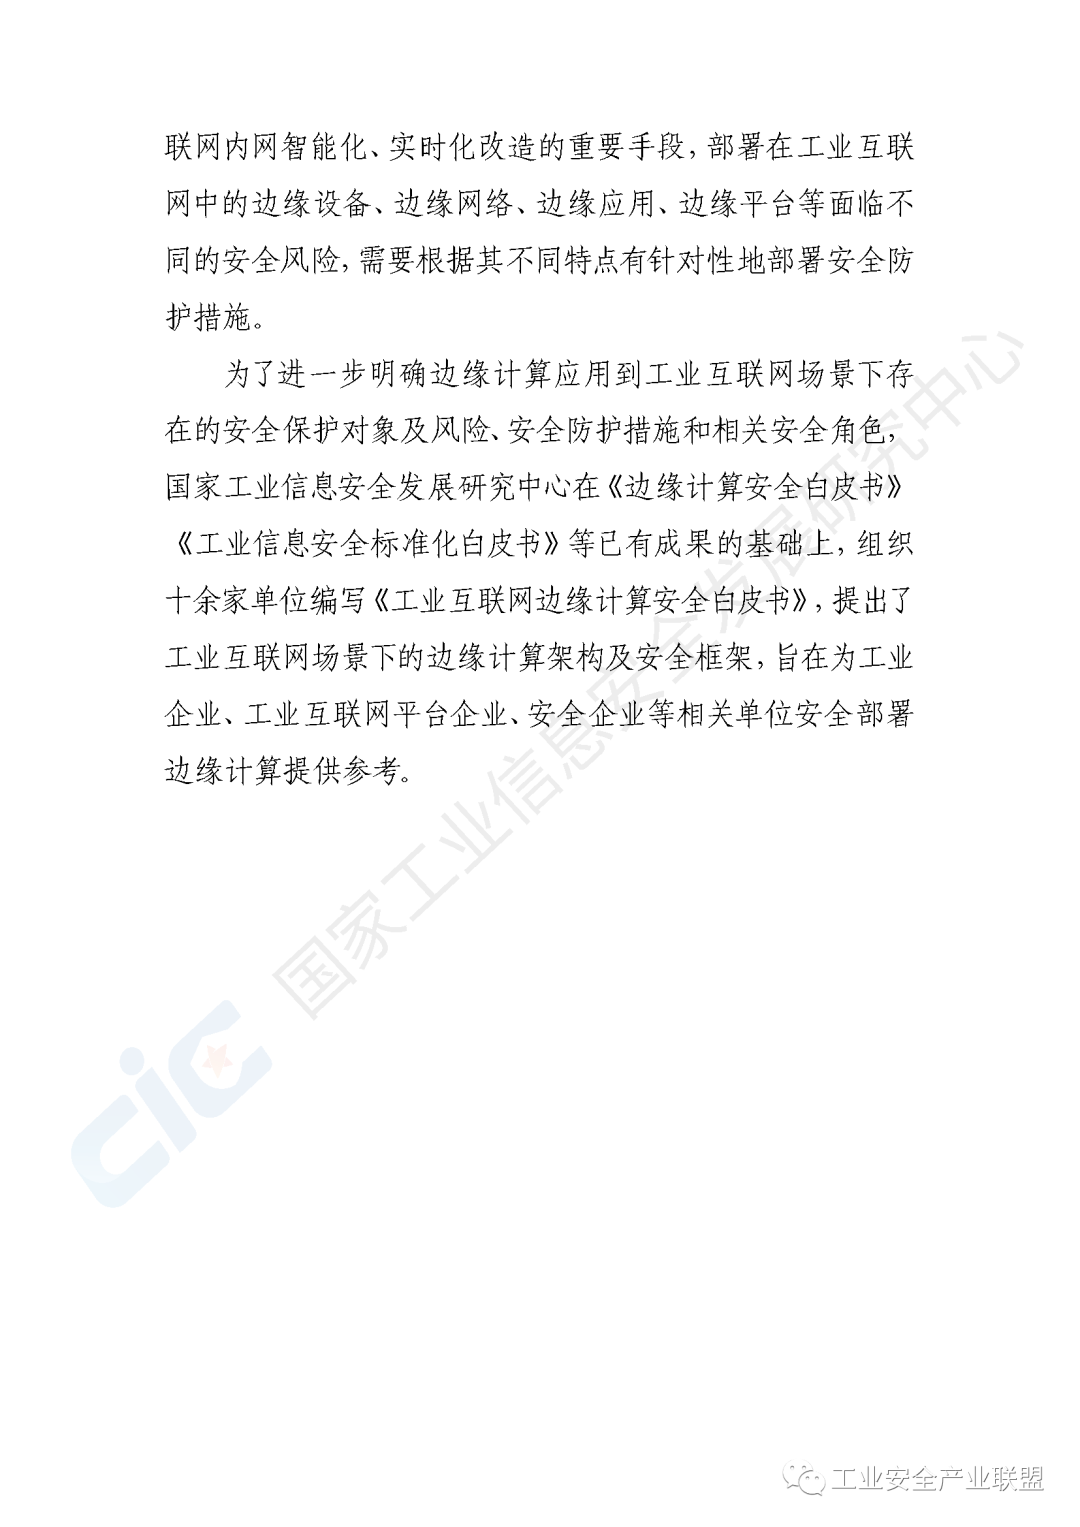 联网内网智能化、实时化改造的重要手段，部署在工业互联
网中的边缘设备、边缘网络、边缘应用、边缘平台等面临不
同的安全风险，需要根据其不同特点有针对性地部署安全防
护措施。
为了进一步明确边缘计算应用到工业互联网场景下存
在的安全保护对象及风险、安全防护措施和相关安全角色，
国家工业信息安全发展研究中心在《边缘计算安全白皮书》
《工业信息安全标准化白皮书》等已有成果的基础上，组织
十余家单位编写《工业互联网边缘计算安全白皮书》，提出了
工业互联网场景下的边缘计算架构及安全框架，旨在为工业
企业、工业互联网平台企业、安全企业等相关单位安全部署
边缘计算提供参考。
国家工业信息安全发展研究中心
CIC
工业安全产业联盟